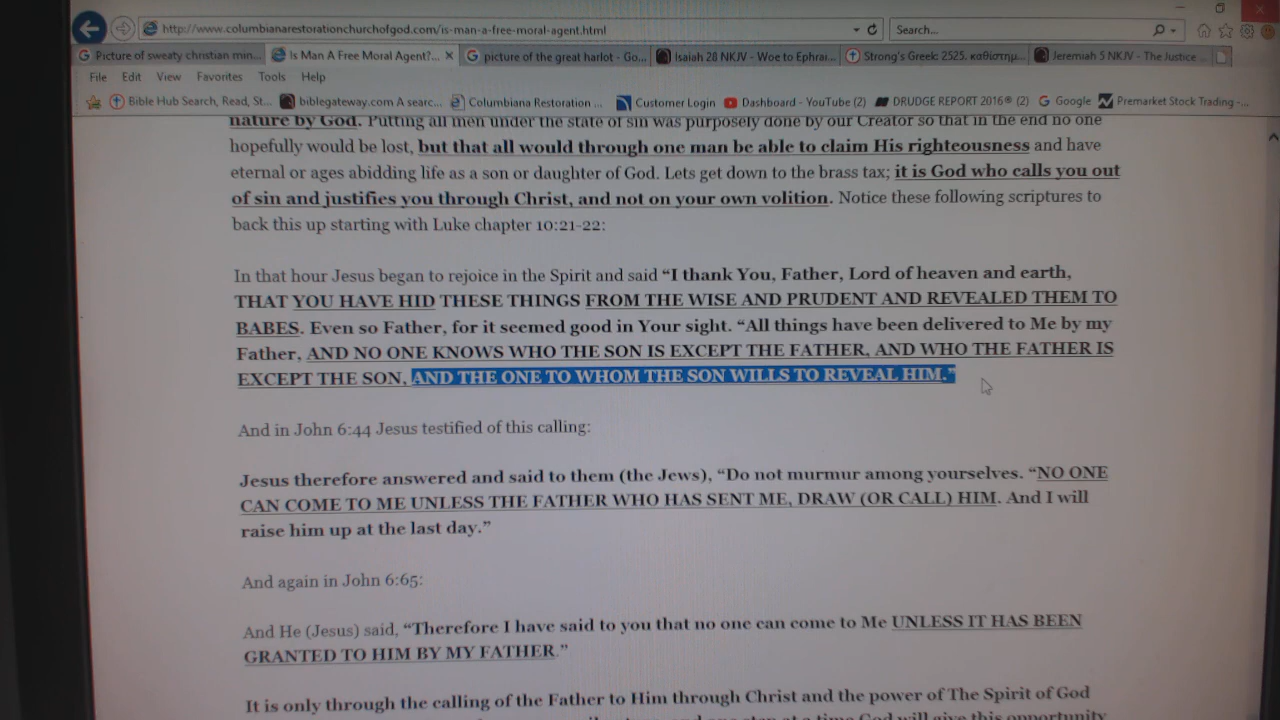 http://www.columbianarestorationchurchofgod.com/is-man-a-free-moral-agent.html
Search...
Picture of sweaty christian min...
Is Man A Free Moral Agent?...
picture of the great harlot - Go...
Isaiah 28 NKJV - Woe to Ephrai...
Strong's Greek: 2525. καθίστημ...
Jeremiah 5 NKJV - The Justice ...
File Edit View Favorites Tools Help
Bible Hub Search, Read, St...
biblegateway.com A searc...
Columbiana Restoration ...
Customer Login
Dashboard - YouTube (2)
DRUDGE REPORT 2016® (2)
Google
Premarket Stock Trading -...
nature by God. Putting all men under the state of sin was purposely done by our Creator so that in the end no one
hopefully would be lost, but that all would through one man be able to claim His righteousness and have
eternal or ages abidding life as a son or daughter of God. Lets get down to the brass tax; it is God who calls you out
of sin and justifies you through Christ, and not on your own volition. Notice these following scriptures to
back this up starting with Luke chapter 10:21-22:
In that hour Jesus began to rejoice in the Spirit and said “I thank You, Father, Lord of heaven and earth,
THAT YOU HAVE HID THESE THINGS FROM THE WISE AND PRUDENT AND REVEALED THEM TO
BABES. Even so Father, for it seemed good in Your sight. “All things have been delivered to Me by my
Father, AND NO ONE KNOWS WHO THE SON IS EXCEPT THE FATHER, AND WHO THE FATHER IS
EXCEPT THE SON, AND THE ONE TO WHOM THE SON WILLS TO REVEAL HIM.”
And in John 6:44 Jesus testified of this calling:
Jesus therefore answered and said to them (the Jews), “Do not murmur among yourselves. “NO ONE
CAN COME TO ME UNLESS THE FATHER WHO HAS SENT ME, DRAW (OR CALL) HIM. And I will
raise him up at the last day.”
And again in John 6:65:
And He (Jesus) said, “Therefore I have said to you that no one can come to Me UNLESS IT HAS BEEN
GRANTED TO HIM BY MY FATHER.”
It is only through the calling of the Father to Him through Christ and the power of The Spirit of God